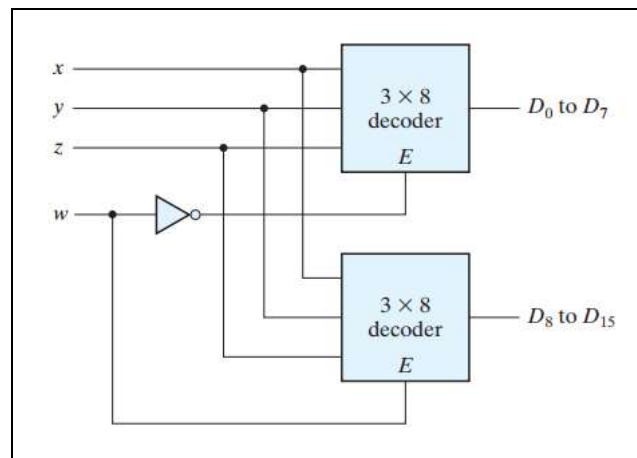 x
y
z
w
3 × 8
decoder
E
D₀ to D₇
3 × 8
decoder
E
D₈ to D₁₅